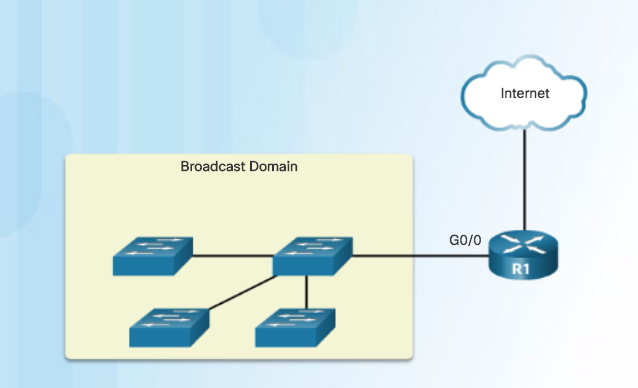 Internet
Broadcast Domain
G0/0
R1